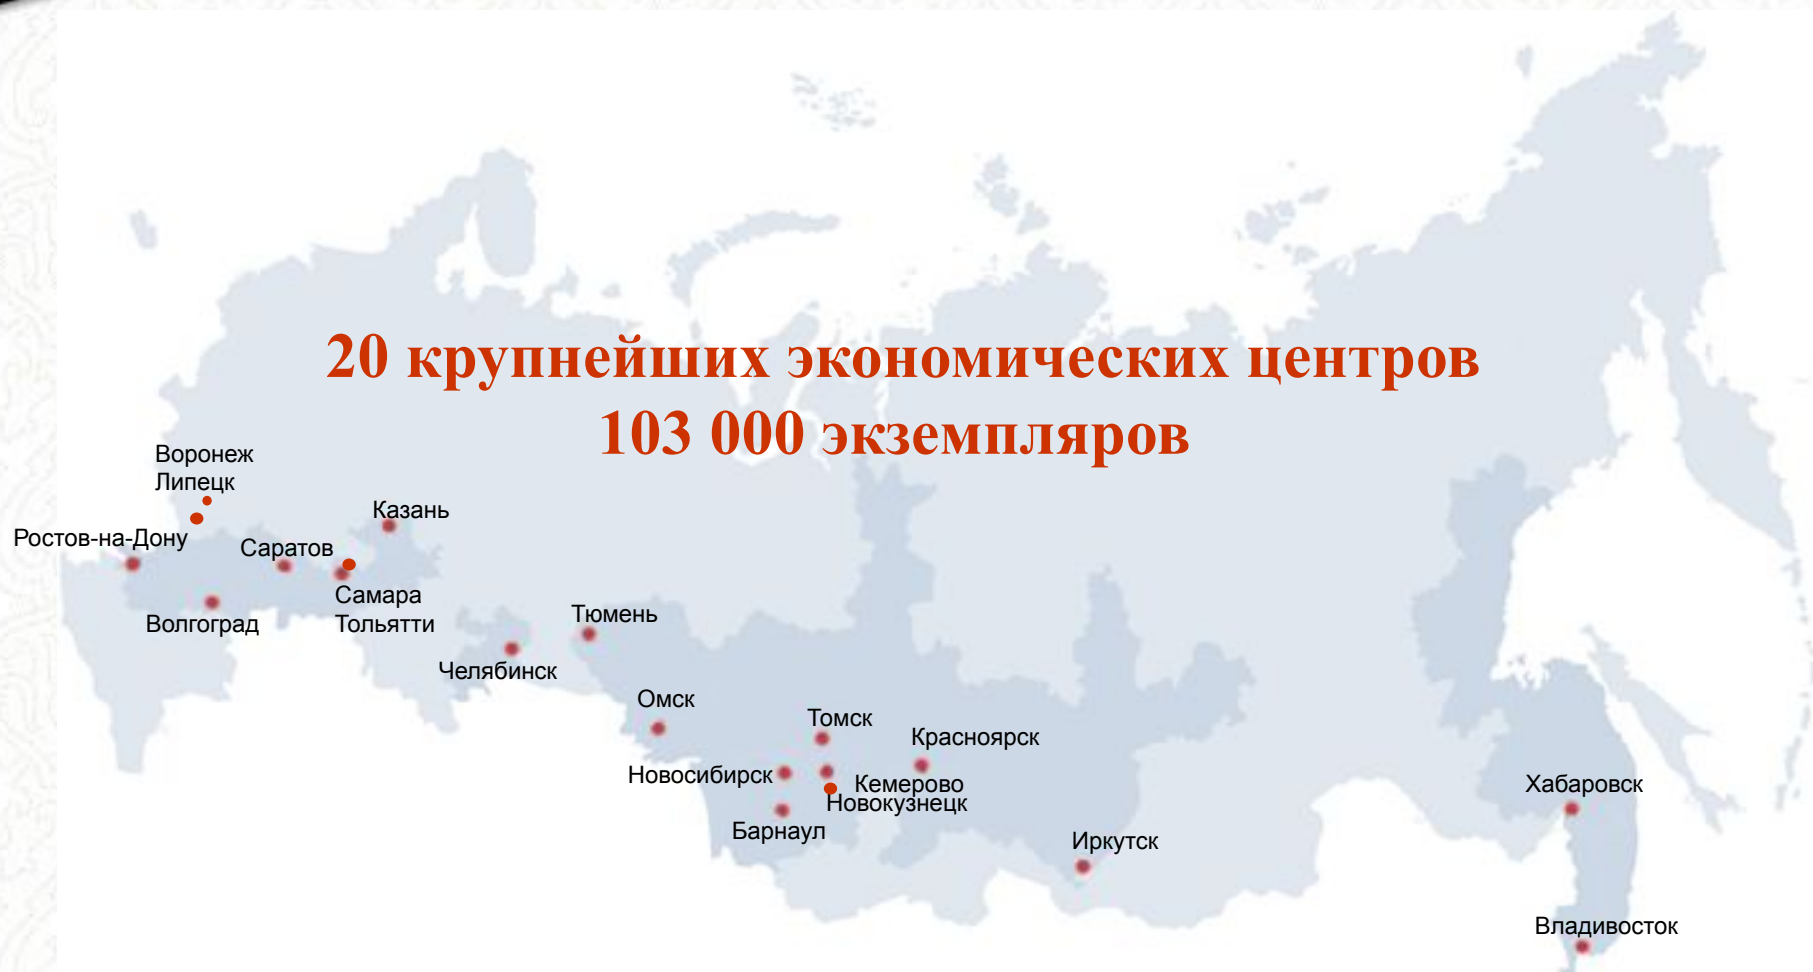 20 крупнейших экономических центров
103 000 экземпляров
Воронеж
Липецк
Казань
Ростов-на-Дону
Саратов
Самара
Тольятти
Волгоград
Тюмень
Челябинск
Омск
Томск
Красноярск
Новосибирск
Кемерово
Новокузнецк
Барнаул
Хабаровск
Иркутск
Владивосток